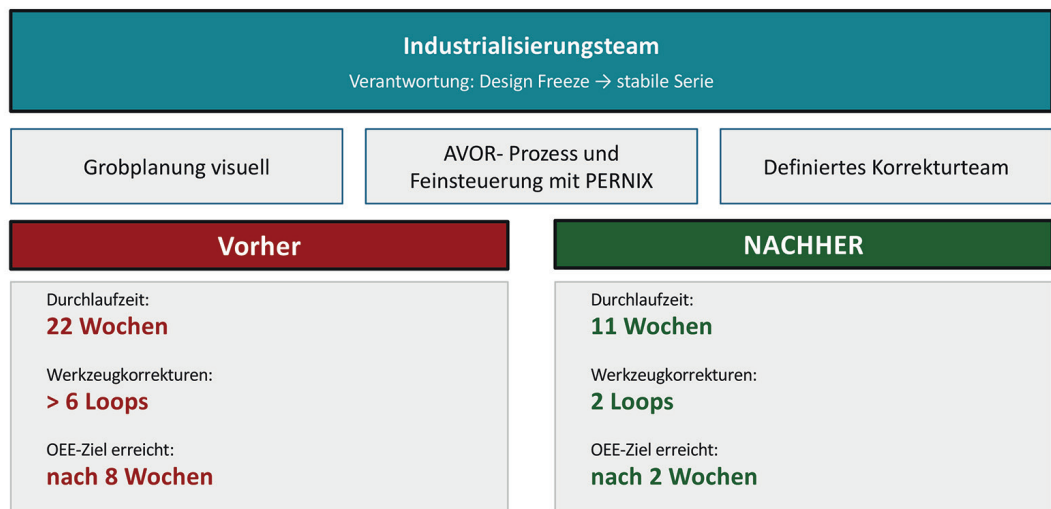 Industrialisierungsteam
Verantwortung: Design Freeze → stabile Serie
Grobplanung visuell
AVOR- Prozess und
Feinsteuerung mit PERNIX
Definiertes Korrekturteam
Vorher
Durchlaufzeit:
22 Wochen
Werkzeugkorrekturen:
> 6 Loops
OEE-Ziel erreicht:
nach 8 Wochen
NACHHER
Durchlaufzeit:
11 Wochen
Werkzeugkorrekturen:
2 Loops
OEE-Ziel erreicht:
nach 2 Wochen